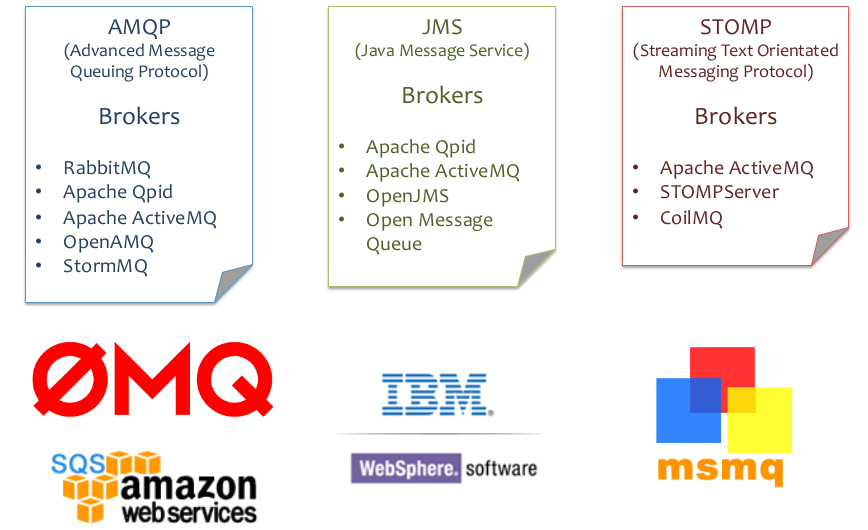 AMQP
(Advanced Message
Queuing Protocol)
Brokers
• RabbitMQ
• Apache Qpid
• Apache ActiveMQ
• OpenAMQ
• StormMQ
JMS
(Java Message Service)
Brokers
• Apache Qpid
• Apache ActiveMQ
• OpenJMS
• Open Message
Queue
STOMP
(Streaming Text Orientated
Messaging Protocol)
Brokers
• Apache ActiveMQ
• STOMPServer
• CoilMQ
ØMQ
SQS
amazon
webservices
IBM®
WebSphere. software
msmq